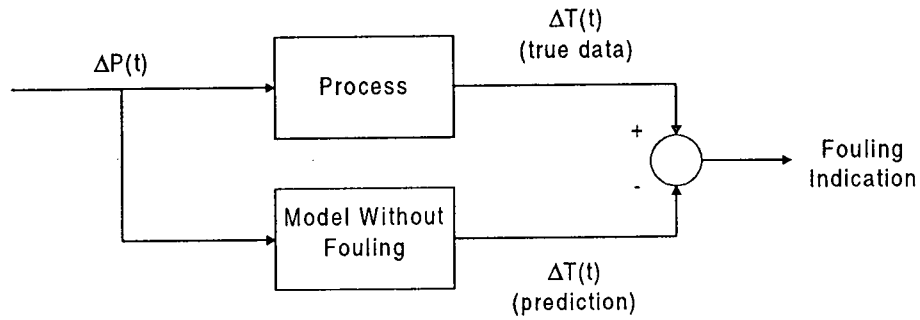 ΔT(t)
(true data)
ΔP(t)
Process
+
Fouling
Indication
-
Model Without
Fouling
ΔT(t)
(prediction)